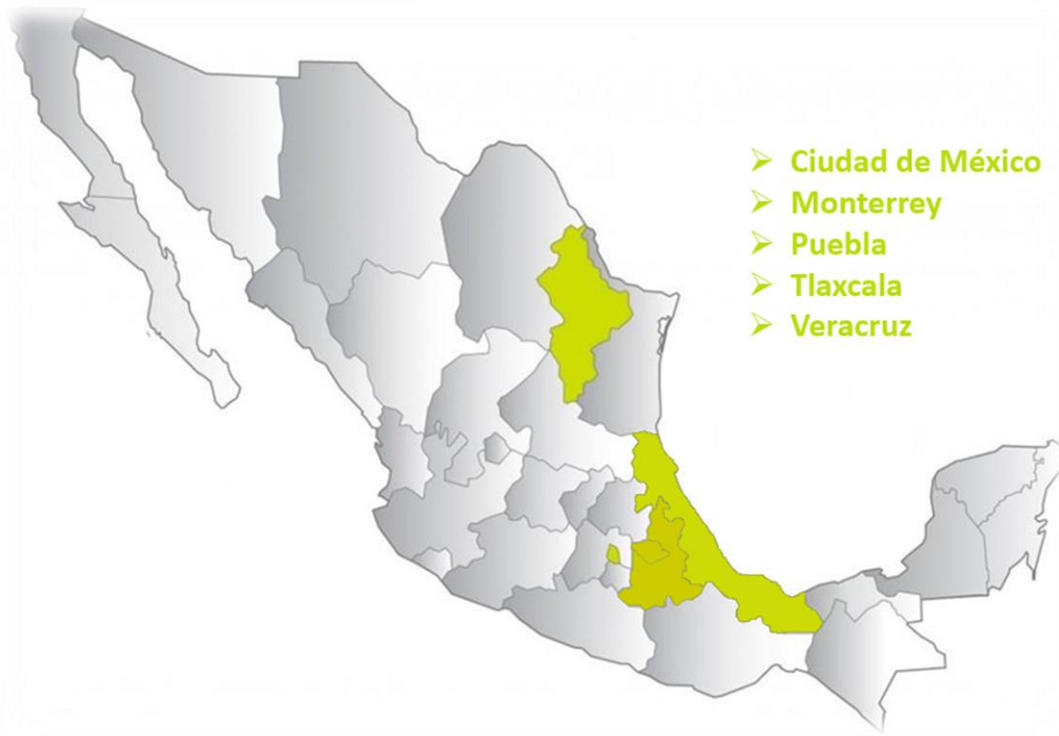 ➢ Ciudad de México
➢ Monterrey
➢ Puebla
➢ Tlaxcala
➢ Veracruz